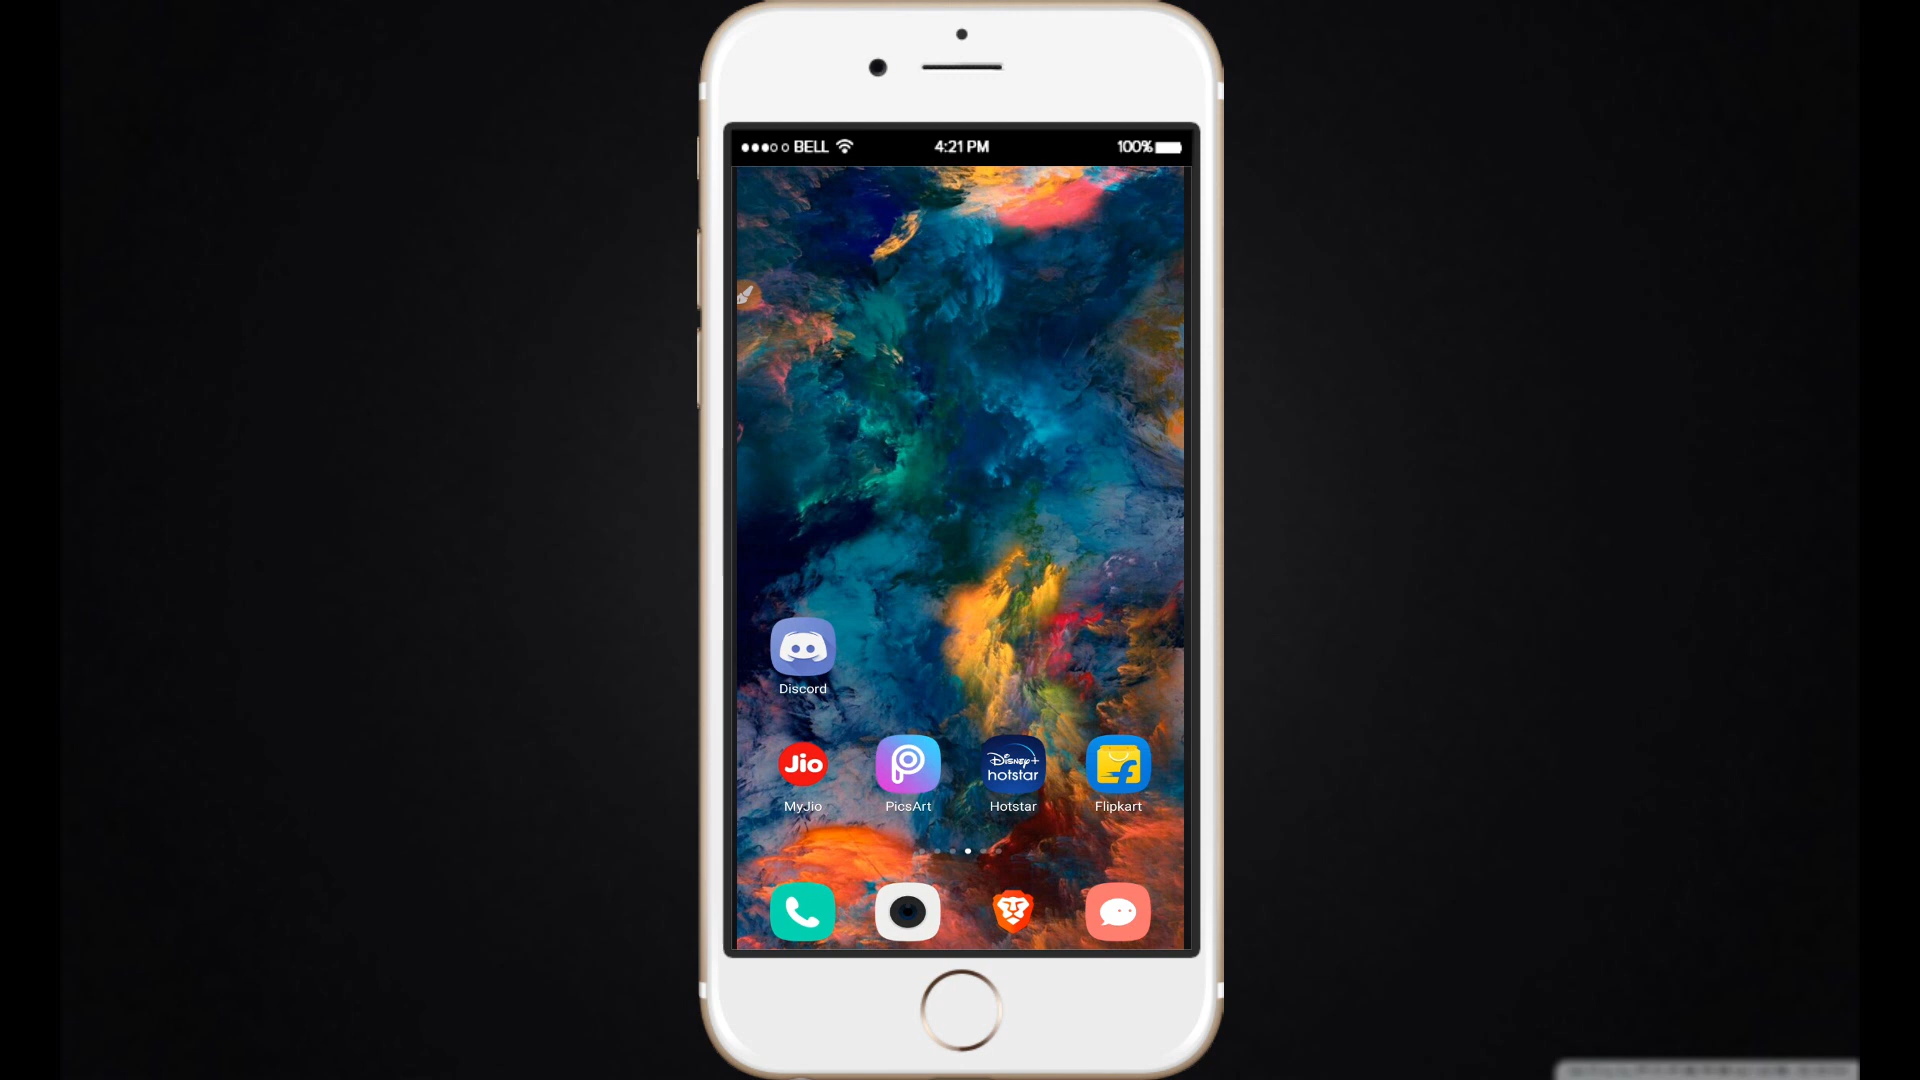 BELL 4:21 PM 100%
Discord
Jio Disney+ hotstar
MyJio PicsArt Hotstar Flipkart